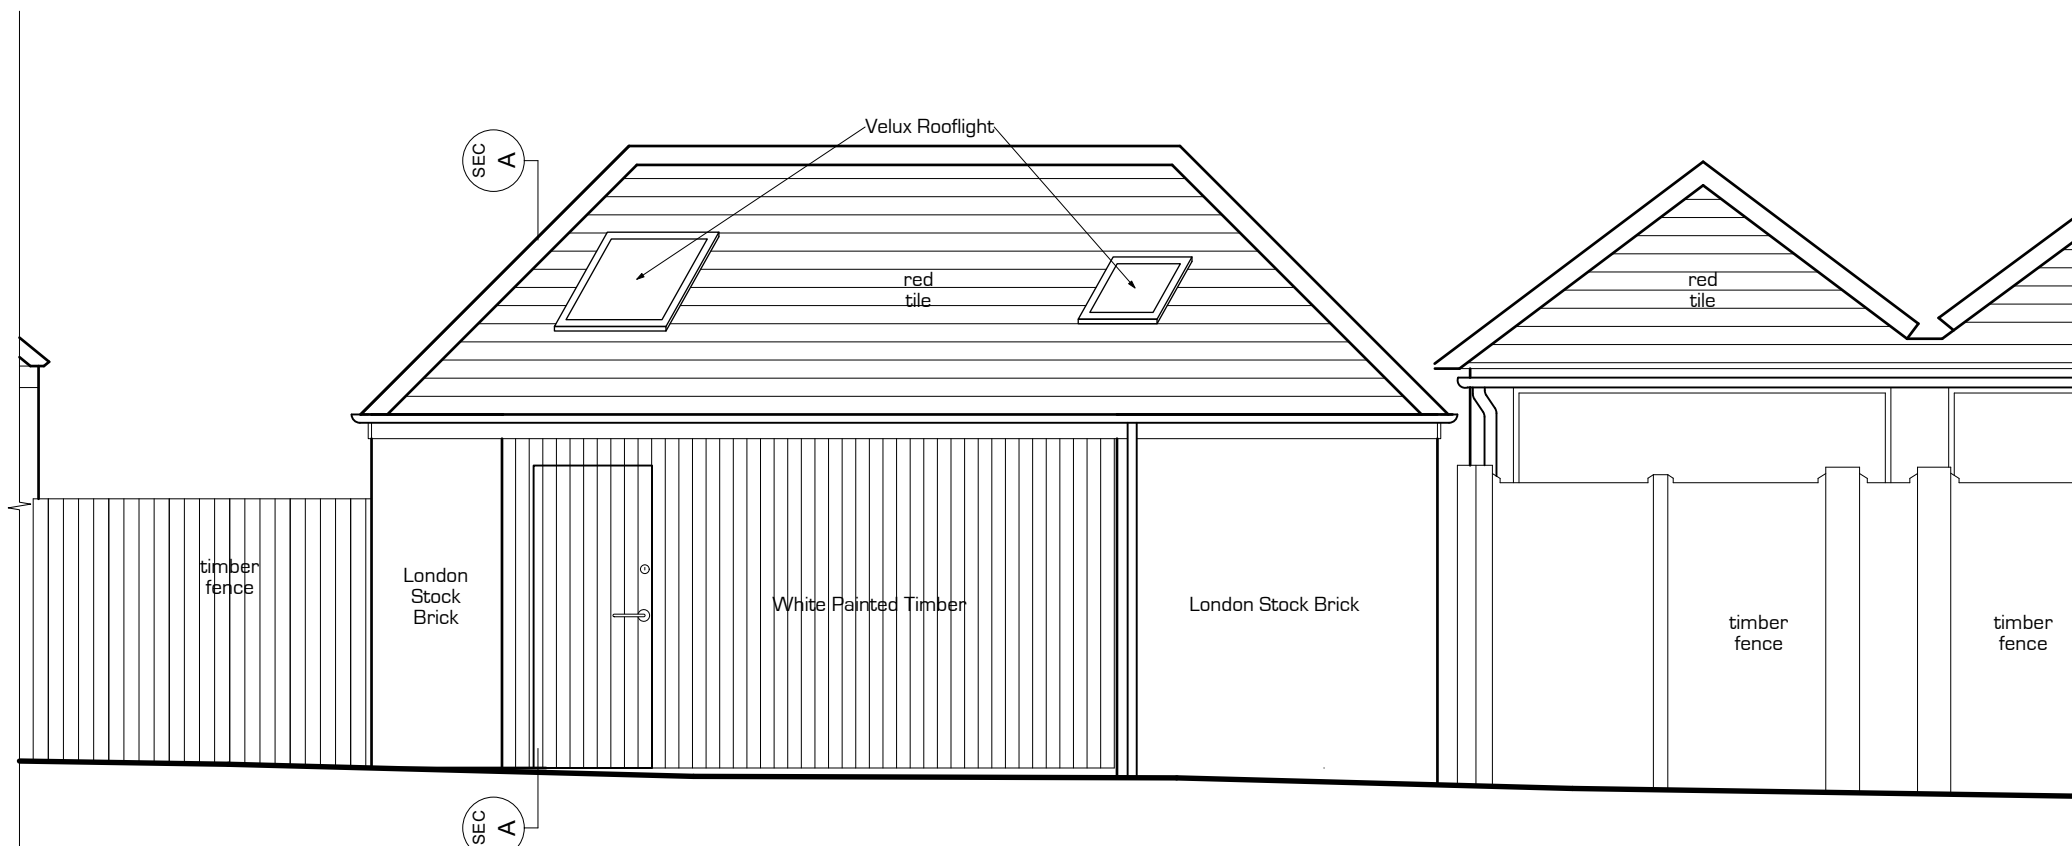 Velux Rooflight
SEC
A
red
tile
red
tile
timber
fence
London
Stock
Brick
White Painted Timber
London Stock Brick
timber
fence
timber
fence
SEC
A